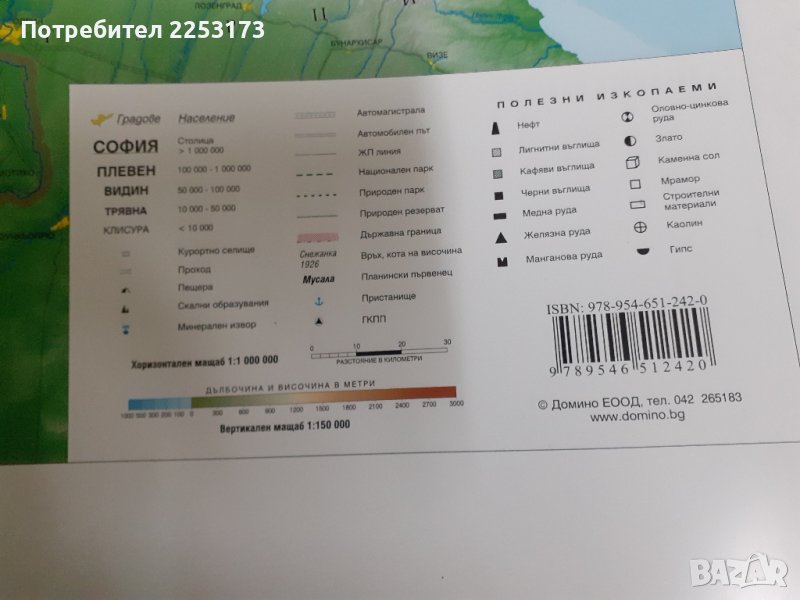 Потребител 2253173
ЛОЗЕНГРАД
П
М
БУНАРХИСАР
ВИЗЕ
Градове Население
СОФИЯ Столица > 1 000 000
ПЛЕВЕН 100 000 - 1 000 000
ВИДИН 50 000 - 100 000
ТРЯВНА 10 000 - 50 000
КЛИСУРА < 10 000
Курортно селище
Проход
Пещера
Скални образувания
Минерален извор
Автомагистрала
Автомобилен път
ЖП линия
Национален парк
Природен парк
Природен резерват
Държавна граница
Снежанка 1926 Връх, кота на височина
Мусала Планински първенец
Пристанище
ГКПП
ПОЛЕЗНИ ИЗКОПАЕМИ
Нефт
Лигнитни въглища
Кафяви въглища
Черни въглища
Медна руда
Желязна руда
Манганова руда
Оловно-цинкова
руда
Злато
Каменна сол
Мрамор
Строителни
материали
Каолин
Гипс
Хоризонтален мащаб 1:1 000 000
0 10 20 30
РАЗСТОЯНИЕ В КИЛОМЕТРИ
ДЪЛБОЧИНА И ВИСОЧИНА В МЕТРИ
1000 500 300 200 100 0 300 600 900 1200 1500 1800 2100 2400 2700 3000
Вертикален мащаб 1:150 000
ISBN: 978-954-651-242-0
9 789546 512420
© Домино ЕООД, тел. 042 265183
www.domino.bg
BAZAR